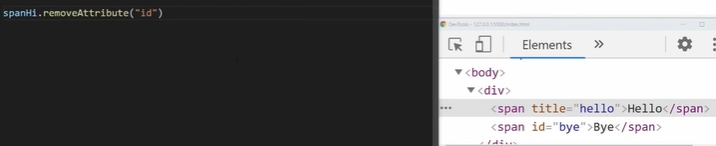 spanHi.removeAttribute("id")
DevTools - 127.0.0.1:5500/index.html
Elements
▼<body>
▼<div>
<span title="hello">Hello</span>
<span id="bye">Bye</span>
</div>